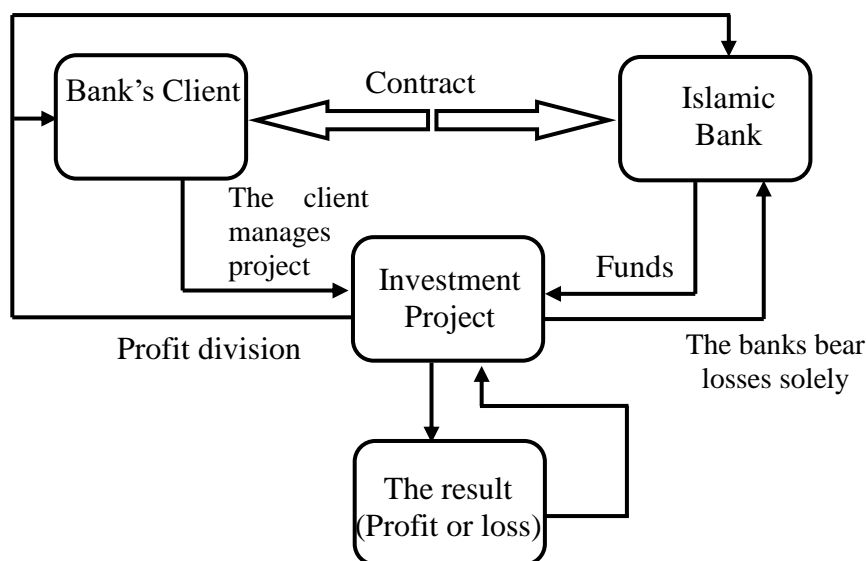 Bank's Client
Contract
Islamic
Bank
The client
manages
project
Investment
Project
Funds
Profit division
The banks bear
losses solely
The result
(Profit or loss)